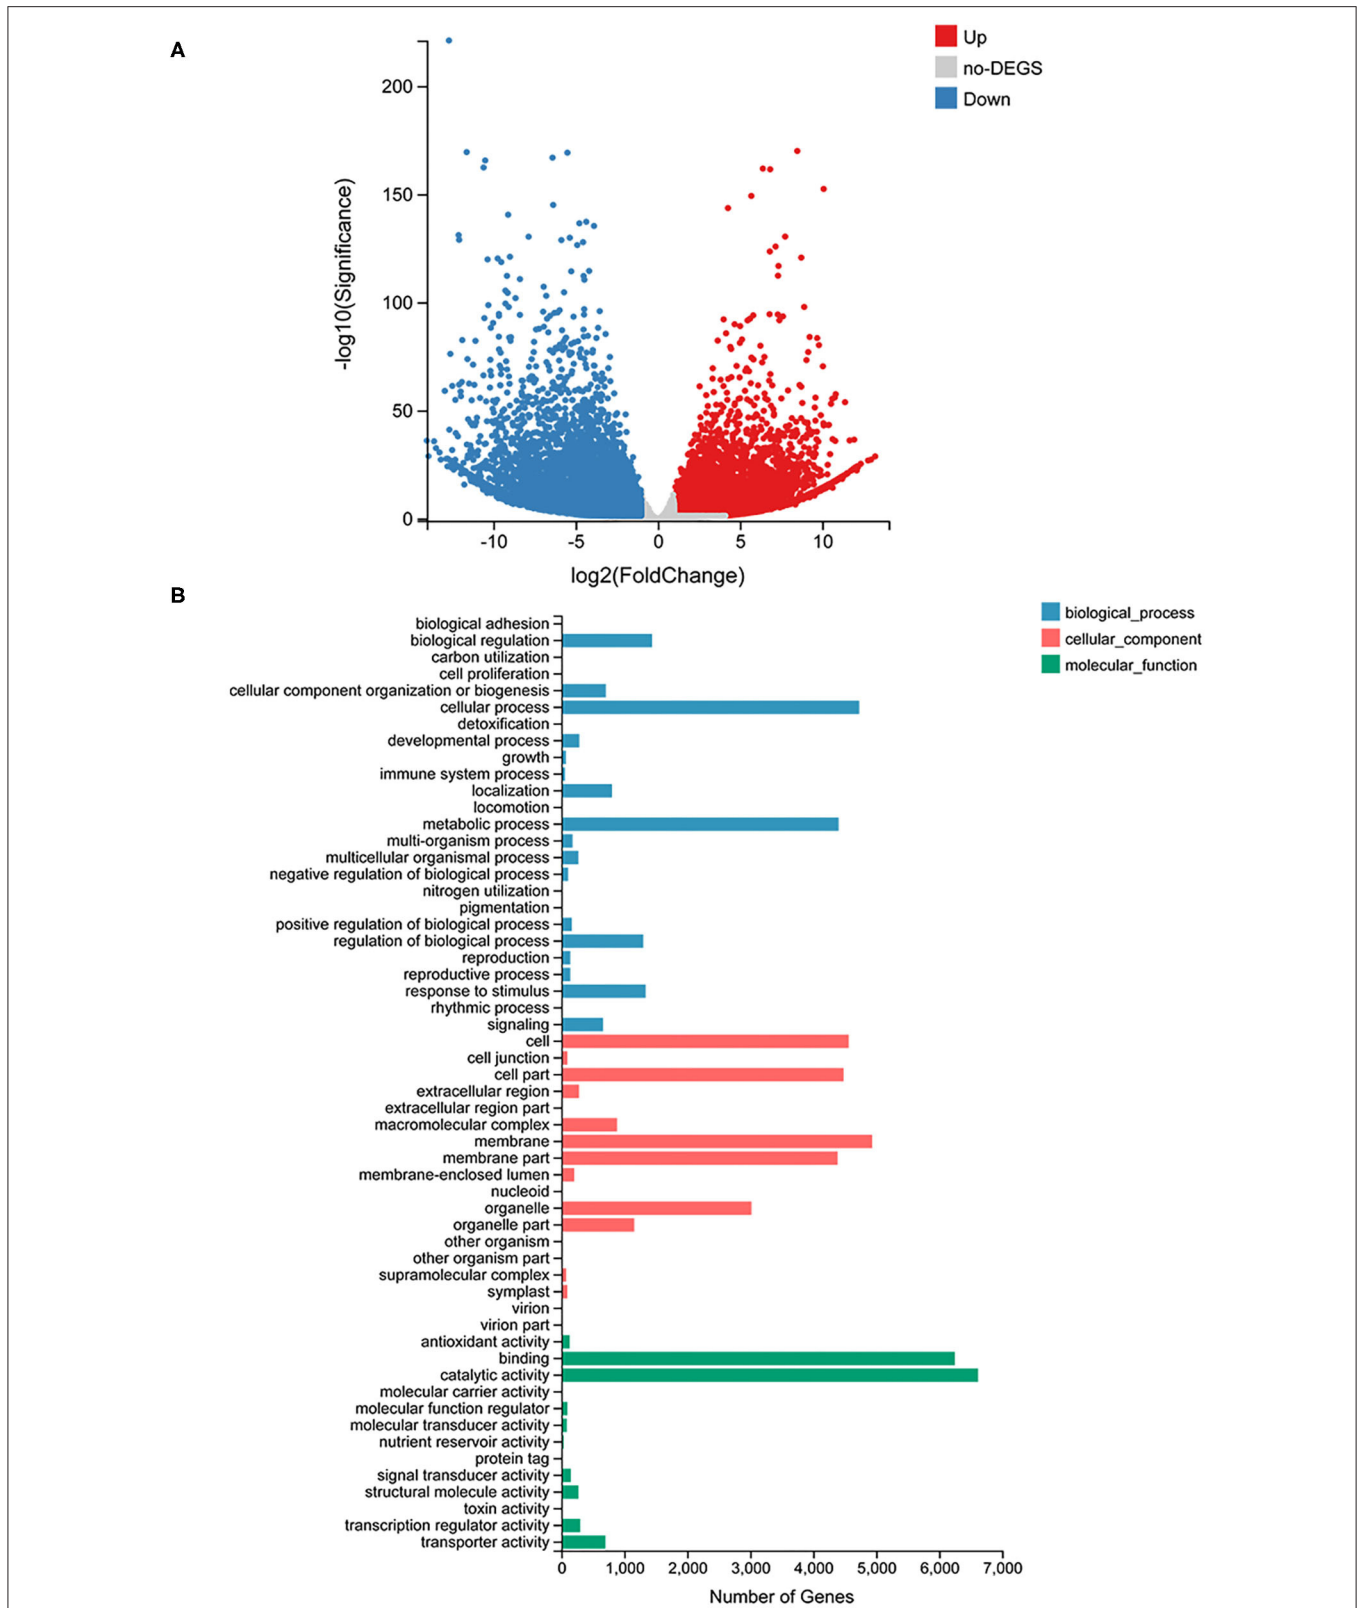 A
Up
no-DEGS
Down
200
150
100
50
0
-log10(Significance)
-10
-5
0
5
10
log2(FoldChange)
B
biological_process
cellular_component
molecular_function
biological adhesion
biological regulation
carbon utilization
cell proliferation
cellular component organization or biogenesis
cellular process
detoxification
developmental process
growth
immune system process
localization
locomotion
metabolic process
multi-organism process
multicellular organismal process
negative regulation of biological process
nitrogen utilization
pigmentation
positive regulation of biological process
regulation of biological process
reproduction
reproductive process
response to stimulus
rhythmic process
signaling
cell
cell junction
cell part
extracellular region
extracellular region part
macromolecular complex
membrane
membrane part
membrane-enclosed lumen
nucleoid
organelle
organelle part
other organism
other organism part
supramolecular complex
symplast
virion
virion part
antioxidant activity
binding
catalytic activity
molecular carrier activity
molecular function regulator
molecular transducer activity
nutrient reservoir activity
protein tag
signal transducer activity
structural molecule activity
toxin activity
transcription regulator activity
transporter activity
0
1,000
2,000
3,000
4,000
5,000
6,000
7,000
Number of Genes